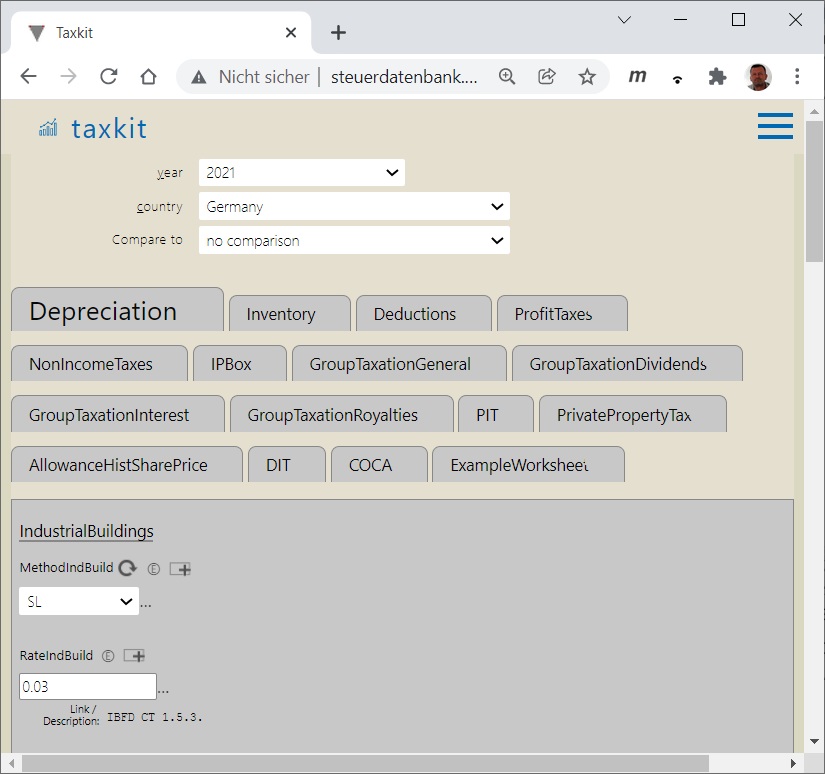 Taxkit
Nicht sicher | steuerdatenbank....
m
taxkit
year 2021
country Germany
Compare to no comparison
Depreciation Inventory Deductions ProfitTaxes
NonIncomeTaxes IPBox GroupTaxationGeneral GroupTaxationDividends
GroupTaxationInterest GroupTaxationRoyalties PIT PrivatePropertyTax
AllowanceHistSharePrice DIT COCA ExampleWorksheet
IndustrialBuildings
MethodIndBuild Ⓔ
SL ...
RateIndBuild Ⓔ
0.03 ...
Link /
Description: IBFD CT 1.5.3.